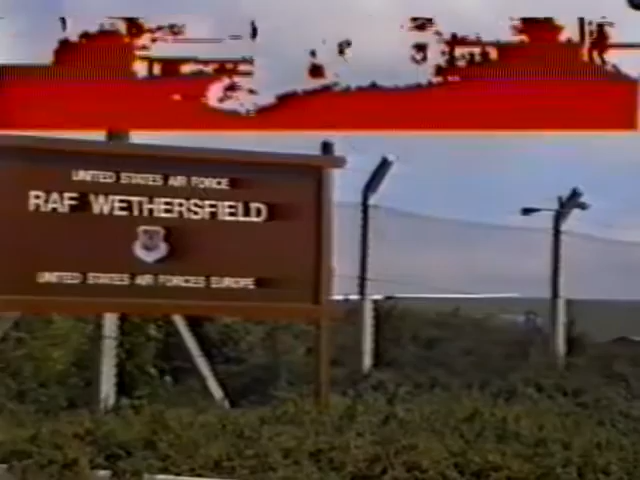 UNITED STATES AIR FORCE
RAF WETHERSFIELD
UNITED STATES AIR FORCES EUROPE